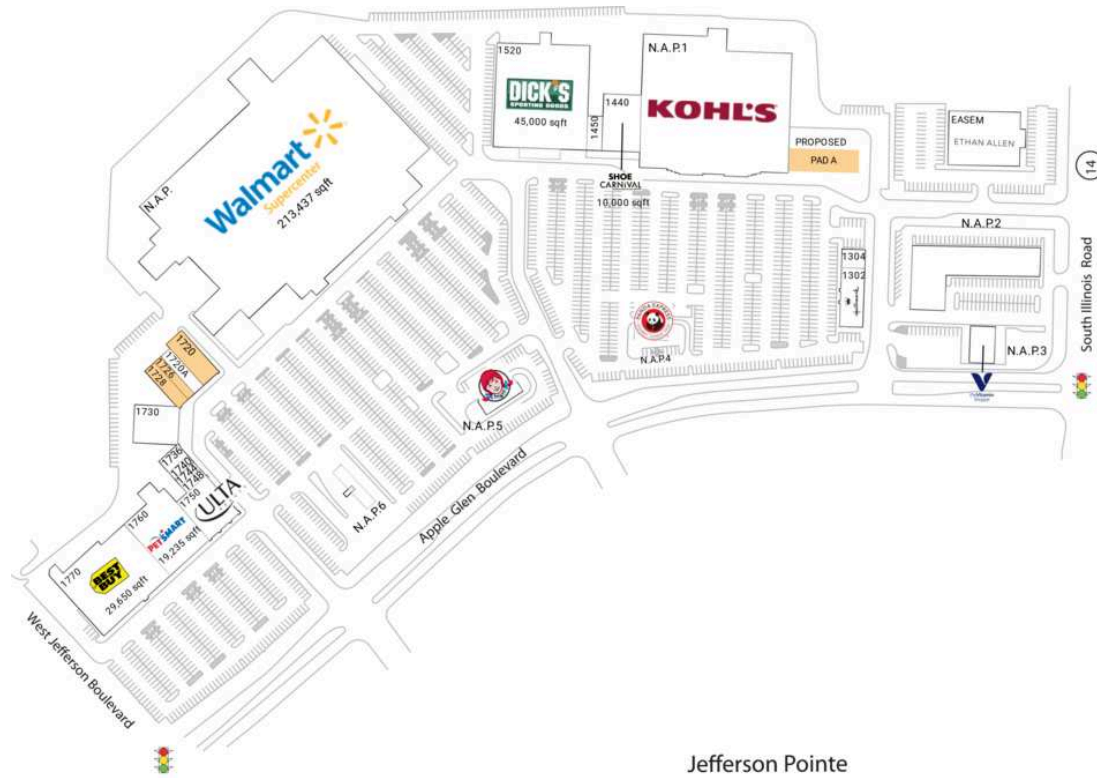 1520
DICK'S
SPORTING GOODS
45,000 sqft
1450
1440
SHOE
CARNIVAL
10,000 sqft
N.A.P.1
KOHL'S
PROPOSED
PAD A
EASEM
ETHAN ALLEN
14
N.A.P.
Walmart
Supercenter
213,437 sqft
N.A.P.2
South Illinois Road
1304
1302
PANDA EXPRESS
N.A.P.4
N.A.P.3
1720
1720A
1726
1728
1730
1736
1740
1744
1748
1750
ULTA
N.A.P.5
N.A.P.6
Apple Glen Boulevard
1760
PETSMART
19,235 sqft
1770
BEST
BUY
29,650 sqft
West Jefferson Boulevard
Jefferson Pointe